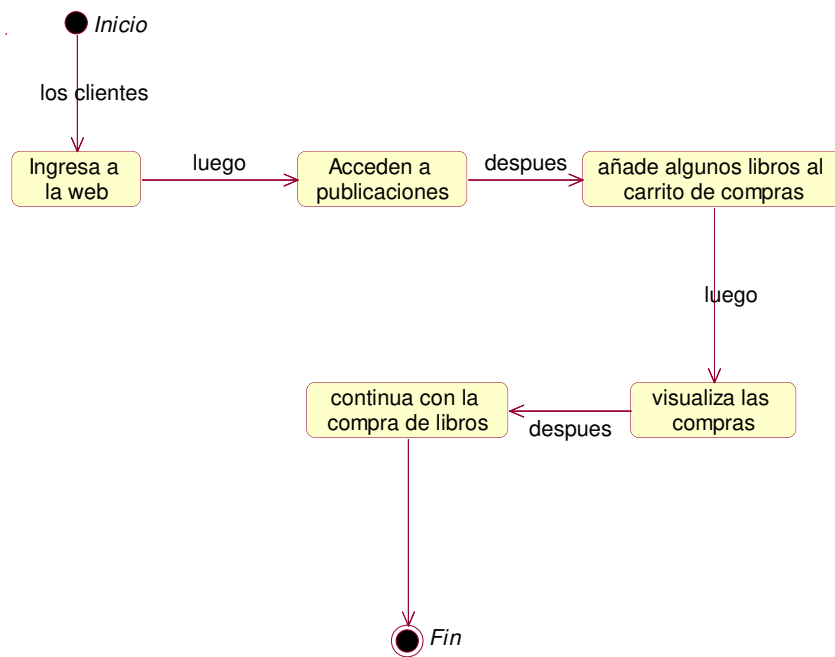 Inicio
los clientes
Ingresa a
la web
luego
Acceden a
publicaciones
despues
añade algunos libros al
carrito de compras
luego
visualiza las
compras
despues
continua con la
compra de libros
Fin